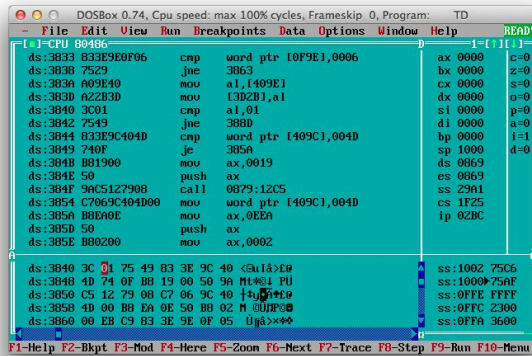 DOSBox 0.74, Cpu speed: max 100% cycles, Frameskip 0, Program: TD
≡ File Edit View Run Breakpoints Data Options Window Help READY
[■]=CPU 80486 1=[↑][↓]
ds:3833 833E9E0F06 cmp word ptr [0F9E],0006 ax 0000 c=0
ds:3838 7529 jne 3863 bx 0000 z=0
ds:383A A09E40 mov al,[409E] cx 0000 s=0
ds:383D A22B3D mov [3D2B],al dx 0000 o=0
ds:3840 3C01 cmp al,01 si 0000 p=0
ds:3842 7549 jne 388D di 0000 a=0
ds:3844 833E9C404D cmp word ptr [409C],004D bp 0000 i=1
ds:3849 740F je 385A sp 1000 d=0
ds:384B B81900 mov ax,0019 ds 0869
ds:384E 50 push ax es 0869
ds:384F 9AC5127908 call 0879:12C5 ss 29A1
ds:3854 C7069C404D00 mov word ptr [409C],004D cs 1F25
ds:385A B8EA0E mov ax,0EEA ip 02BC
ds:385D 50 push ax
ds:385E B80200 mov ax,0002
ds:3840 3C 01 75 49 83 3E 9C 40 ss:1002 75C6
ds:3848 4D 74 0F B8 19 00 50 9A ss:1000▶75AF
ds:3850 C5 12 79 08 C7 06 9C 40 ss:0FFE FFFF
ds:3858 4D 00 B8 EA 0E 50 B8 02 ss:0FFC 2300
ds:3860 00 EB C9 83 3E 9E 0F 05 ss:0FFA 3600
F1-Help F2-Bkpt F3-Mod F4-Here F5-Zoom F6-Next F7-Trace F8-Step F9-Run F10-Menu